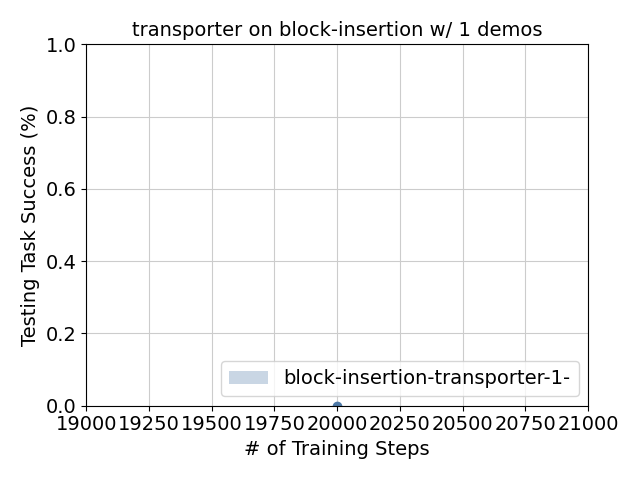 transporter on block-insertion w/ 1 demos
1.0
0.8
0.6
0.4
0.2
0.0
Testing Task Success (%)
block-insertion-transporter-1-
19000 19250 19500 19750 20000 20250 20500 20750 21000
# of Training Steps